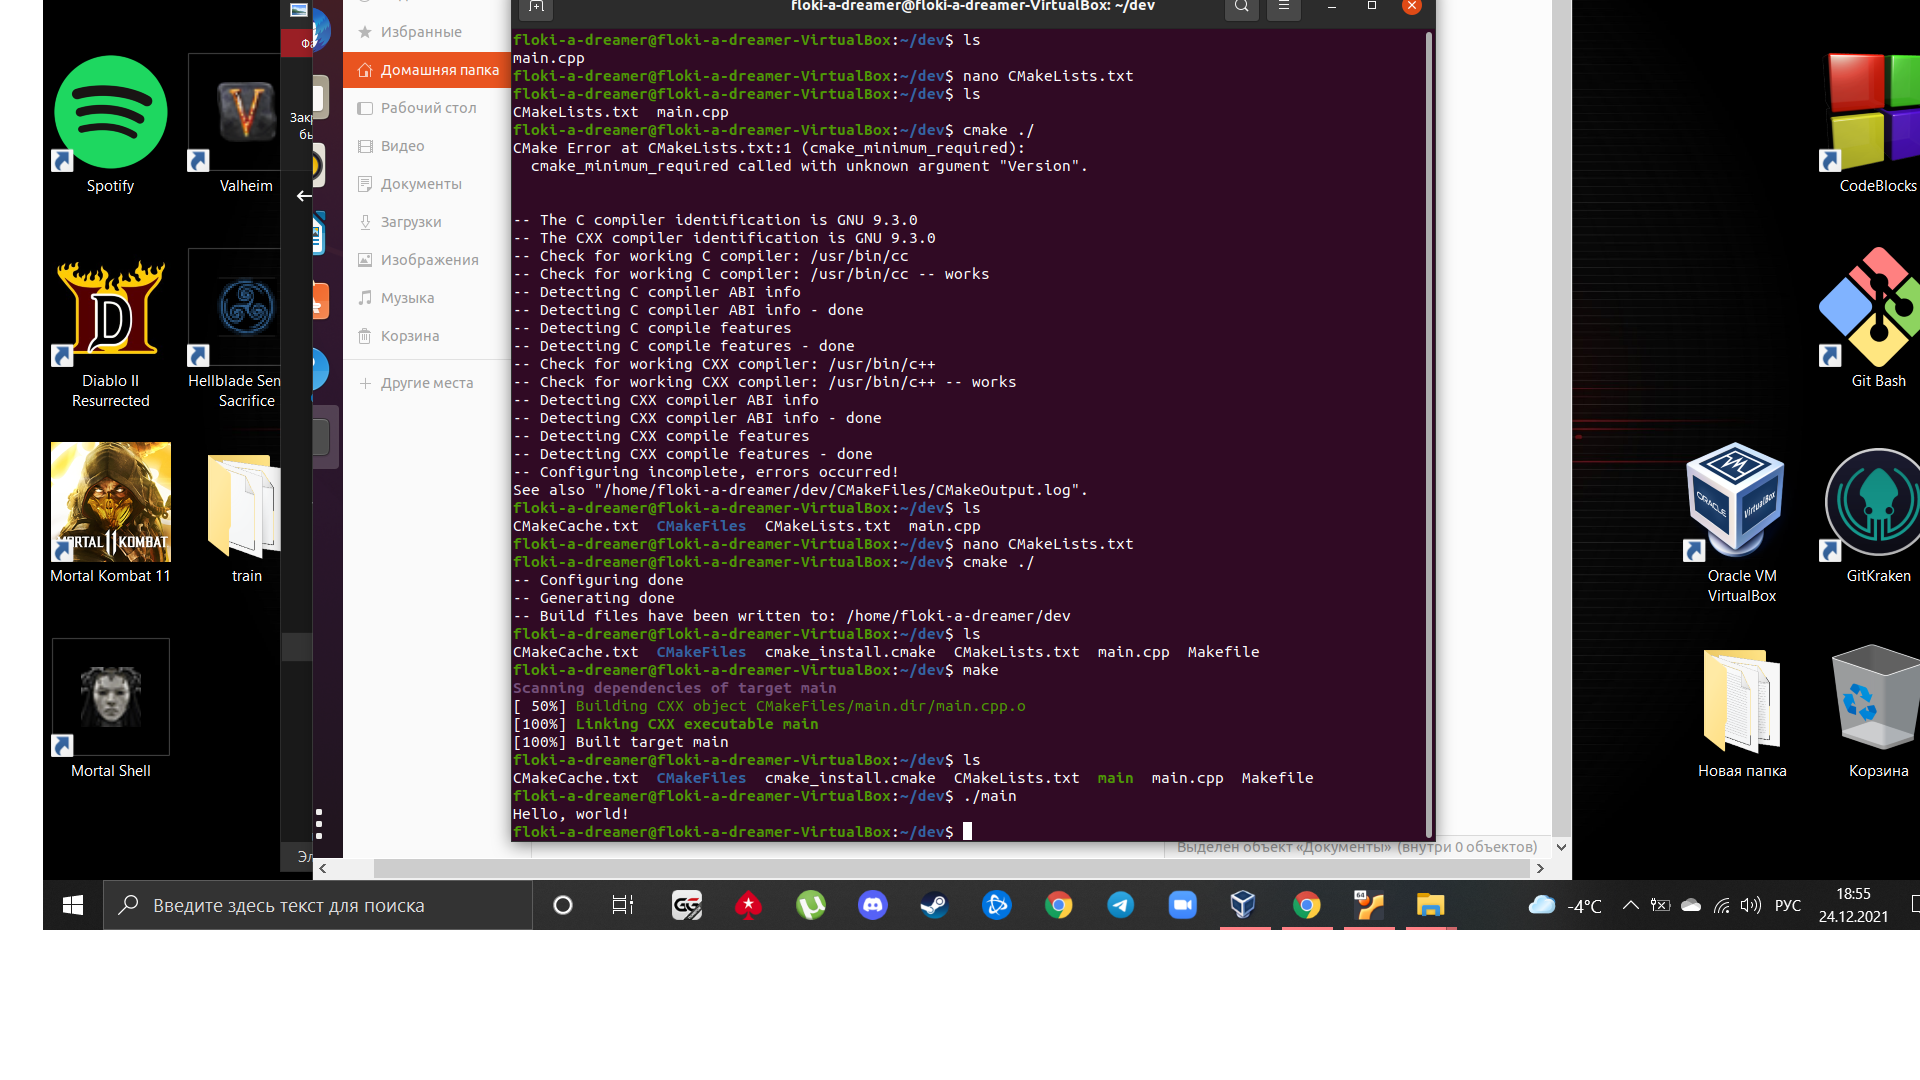 floki-a-dreamer@floki-a-dreamer-VirtualBox: ~/dev
floki-a-dreamer@floki-a-dreamer-VirtualBox:~/dev$ ls
main.cpp
floki-a-dreamer@floki-a-dreamer-VirtualBox:~/dev$ nano CMakeLists.txt
floki-a-dreamer@floki-a-dreamer-VirtualBox:~/dev$ ls
CMakeLists.txt  main.cpp
floki-a-dreamer@floki-a-dreamer-VirtualBox:~/dev$ cmake ./
CMake Error at CMakeLists.txt:1 (cmake_minimum_required):
  cmake_minimum_required called with unknown argument "Version".
-- The C compiler identification is GNU 9.3.0
-- The CXX compiler identification is GNU 9.3.0
-- Check for working C compiler: /usr/bin/cc
-- Check for working C compiler: /usr/bin/cc -- works
-- Detecting C compiler ABI info
-- Detecting C compiler ABI info - done
-- Detecting C compile features
-- Detecting C compile features - done
-- Check for working CXX compiler: /usr/bin/c++
-- Check for working CXX compiler: /usr/bin/c++ -- works
-- Detecting CXX compiler ABI info
-- Detecting CXX compiler ABI info - done
-- Detecting CXX compile features
-- Detecting CXX compile features - done
-- Configuring incomplete, errors occurred!
See also "/home/floki-a-dreamer/dev/CMakeFiles/CMakeOutput.log".
floki-a-dreamer@floki-a-dreamer-VirtualBox:~/dev$ ls
CMakeCache.txt  CMakeFiles  CMakeLists.txt  main.cpp
floki-a-dreamer@floki-a-dreamer-VirtualBox:~/dev$ nano CMakeLists.txt
floki-a-dreamer@floki-a-dreamer-VirtualBox:~/dev$ cmake ./
-- Configuring done
-- Generating done
-- Build files have been written to: /home/floki-a-dreamer/dev
floki-a-dreamer@floki-a-dreamer-VirtualBox:~/dev$ ls
CMakeCache.txt  CMakeFiles  cmake_install.cmake  CMakeLists.txt  main.cpp  Makefile
floki-a-dreamer@floki-a-dreamer-VirtualBox:~/dev$ make
Scanning dependencies of target main
[ 50%] Building CXX object CMakeFiles/main.dir/main.cpp.o
[100%] Linking CXX executable main
[100%] Built target main
floki-a-dreamer@floki-a-dreamer-VirtualBox:~/dev$ ls
CMakeCache.txt  CMakeFiles  cmake_install.cmake  CMakeLists.txt  main  main.cpp  Makefile
floki-a-dreamer@floki-a-dreamer-VirtualBox:~/dev$ ./main
Hello, world!
floki-a-dreamer@floki-a-dreamer-VirtualBox:~/dev$
Избранные
Домашняя папка
Рабочий стол
Видео
Документы
Загрузки
Изображения
Музыка
Корзина
Другие места
Выделен объект «Документы» (внутри 0 объектов)
Spotify
Valheim
Diablo II
Resurrected
Hellblade Sen
Sacrifice
MORTAL KOMBAT
Mortal Kombat 11
train
Mortal Shell
Фа
Закр
бь
Эл
CodeBlocks
Git Bash
ORACLE
VirtualBox
Oracle VM
VirtualBox
GitKraken
Новая папка
Корзина
Введите здесь текст для поиска
64
-4°C
РУС
18:55
24.12.2021